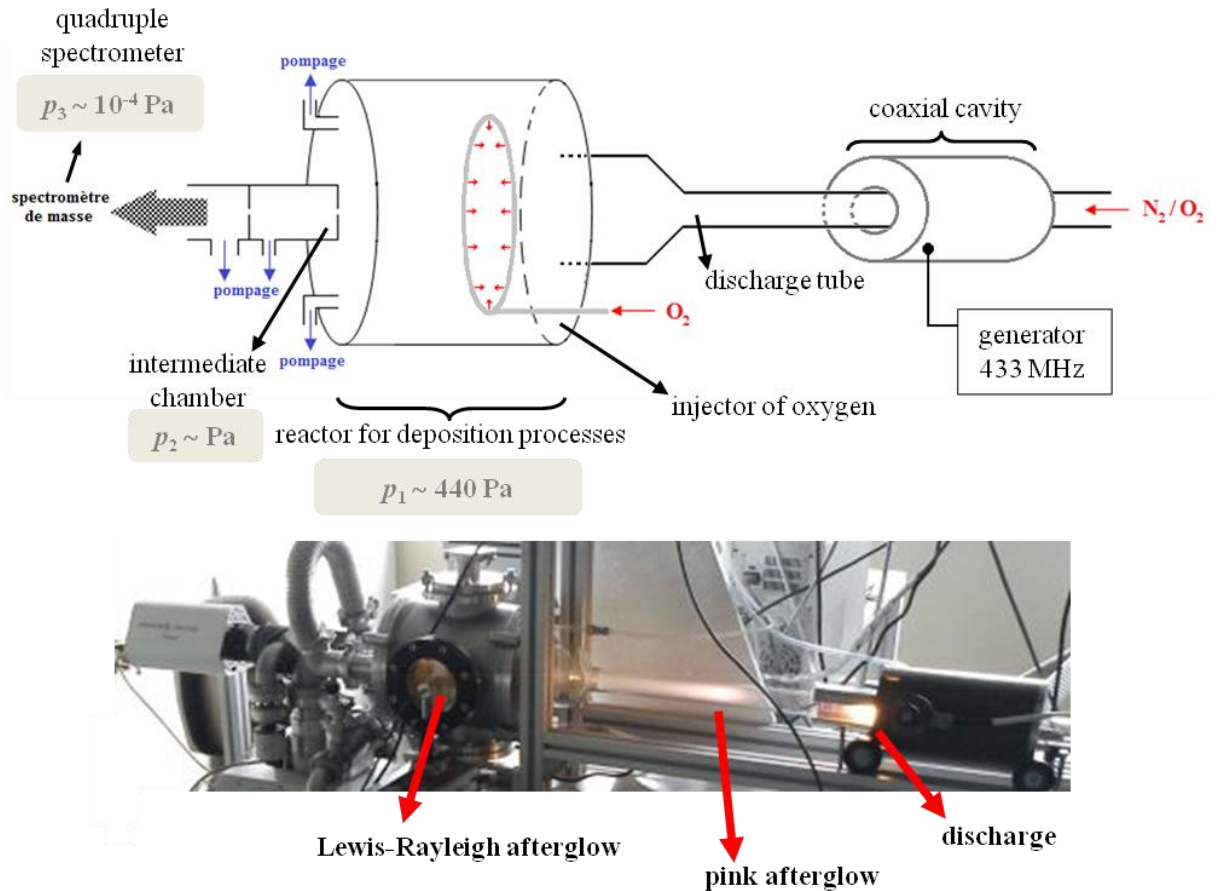 quadruple
spectrometer
p3 ~ 10-4 Pa
spectromètre
de masse
pompage
pompage
pompage
intermediate
chamber
p2 ~ Pa
reactor for deposition processes
p1 ~ 440 Pa
O2
injector of oxygen
discharge tube
coaxial cavity
N2 / O2
generator
433 MHz
Lewis-Rayleigh afterglow
pink afterglow
discharge